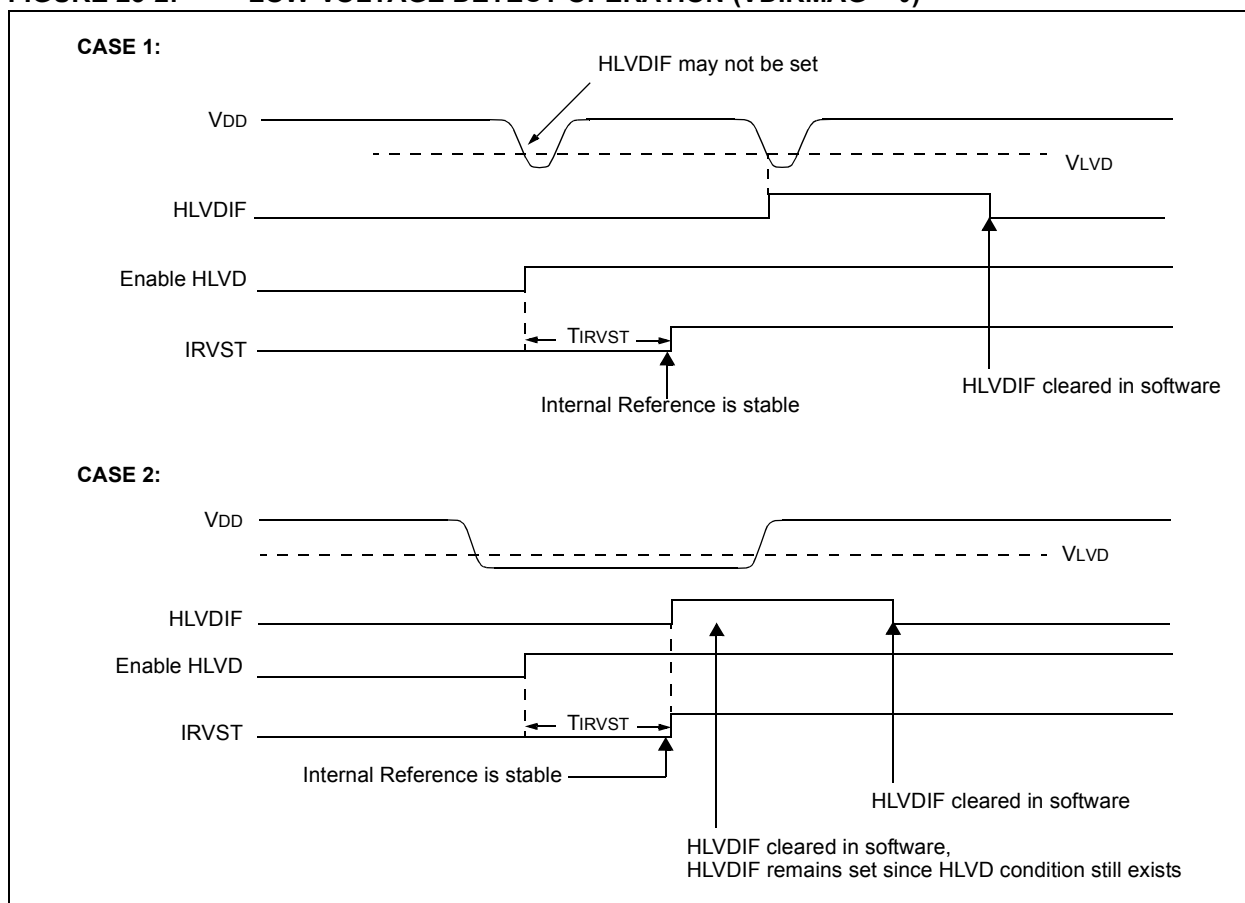 CASE 1:
HLVDIF may not be set
VDD
VLVD
HLVDIF
Enable HLVD
TIRVST
IRVST
HLVDIF cleared in software
Internal Reference is stable
CASE 2:
VDD
VLVD
HLVDIF
Enable HLVD
TIRVST
IRVST
Internal Reference is stable
HLVDIF cleared in software
HLVDIF cleared in software,
HLVDIF remains set since HLVD condition still exists